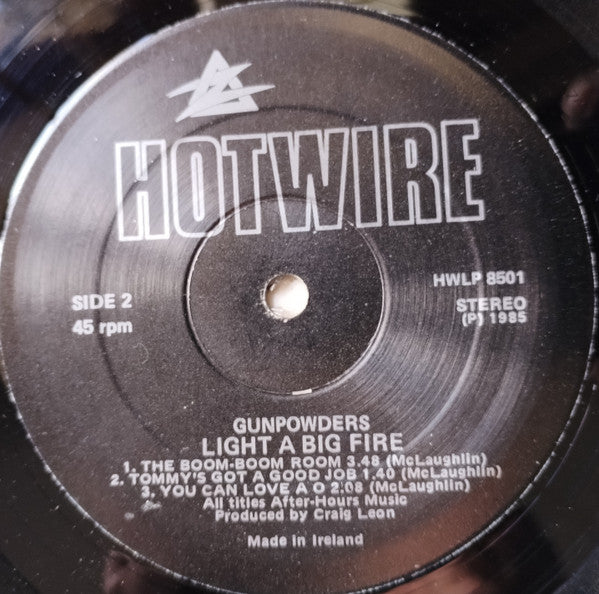 HOTWIRE
HWLP 8501
SIDE 2
STEREO
45 rpm
(P) 1985
GUNPOWDERS
LIGHT A BIG FIRE
1. THE BOOM-BOOM ROOM 3.48 (McLaughlin)
2. TOMMY'S GOT A GOOD JOB 1.40 (McLaughlin)
3. YOU CAN LOVE A O 2.08 (McLaughlin)
All titles After-Hours Music
Produced by Craig Leon
Made in Ireland